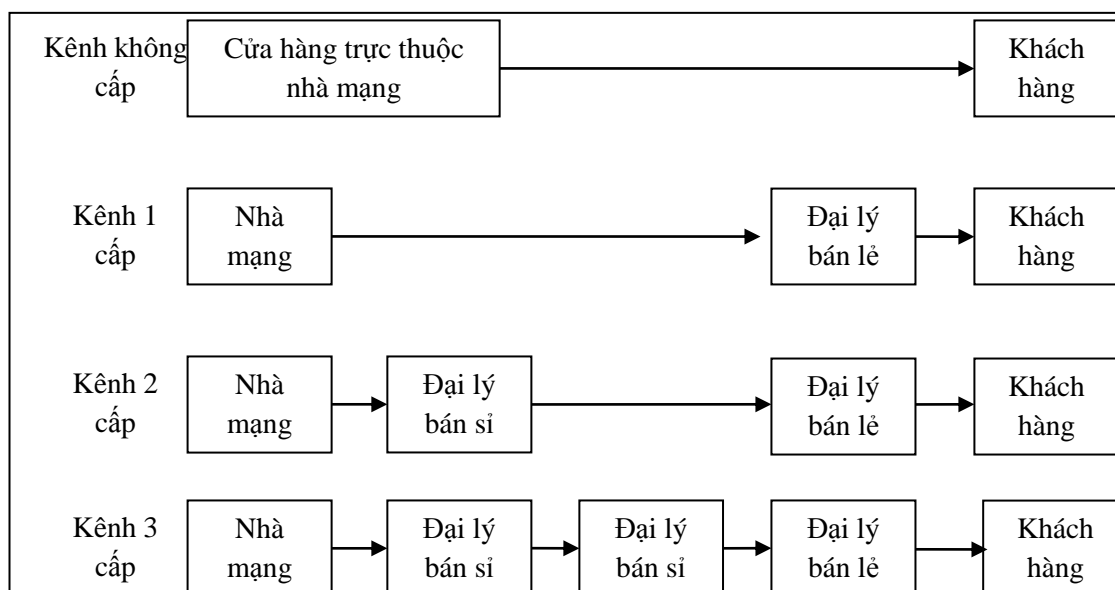 Kênh không
cấp
Cửa hàng trực thuộc
nhà mạng
Khách
hàng
Kênh 1
cấp
Nhà
mạng
Đại lý
bán lẻ
Khách
hàng
Kênh 2
cấp
Nhà
mạng
Đại lý
bán sỉ
Đại lý
bán lẻ
Khách
hàng
Kênh 3
cấp
Nhà
mạng
Đại lý
bán sỉ
Đại lý
bán sỉ
Đại lý
bán lẻ
Khách
hàng